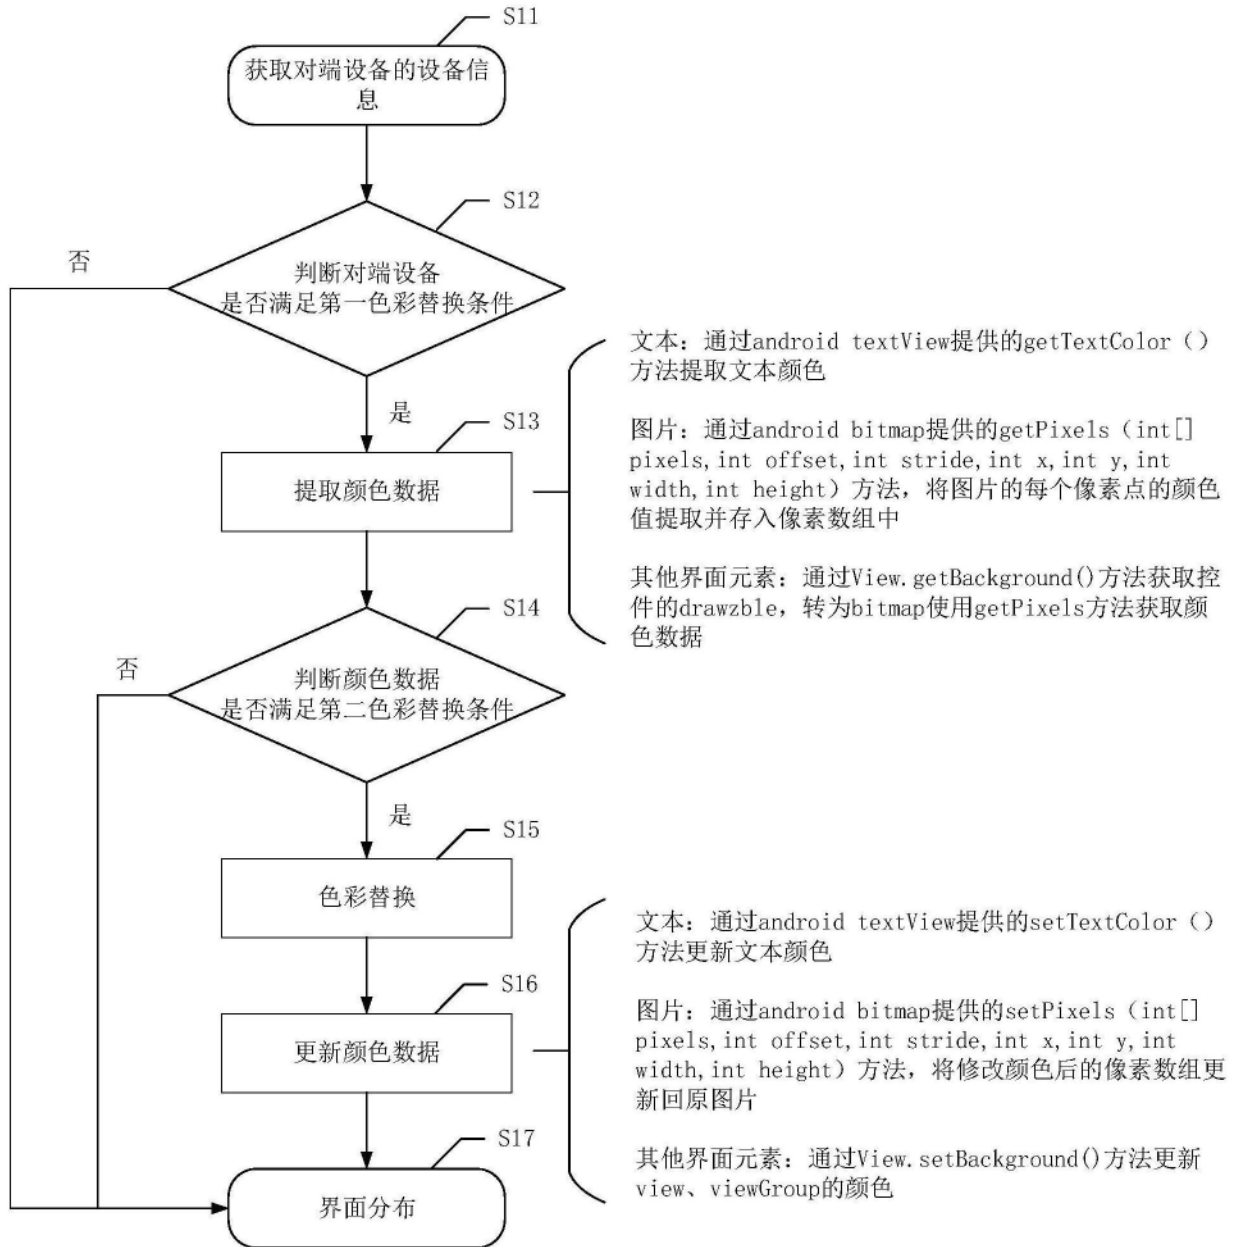 S11
获取对端设备的设备信
息
S12
否
判断对端设备
是否满足第一色彩替换条件
是
S13
提取颜色数据
文本：通过android textView提供的getTextColor（）
方法提取文本颜色
图片：通过android bitmap提供的getPixels（int[]
pixels,int offset,int stride,int x,int y,int
width,int height）方法，将图片的每个像素点的颜色
值提取并存入像素数组中
其他界面元素：通过View.getBackground()方法获取控
件的drawzble，转为bitmap使用getPixels方法获取颜
色数据
S14
否
判断颜色数据
是否满足第二色彩替换条件
是
S15
色彩替换
S16
更新颜色数据
文本：通过android textView提供的setTextColor（）
方法更新文本颜色
图片：通过android bitmap提供的setPixels（int[]
pixels,int offset,int stride,int x,int y,int
width,int height）方法，将修改颜色后的像素数组更
新回原图片
其他界面元素：通过View.setBackground()方法更新
view、viewGroup的颜色
S17
界面分布